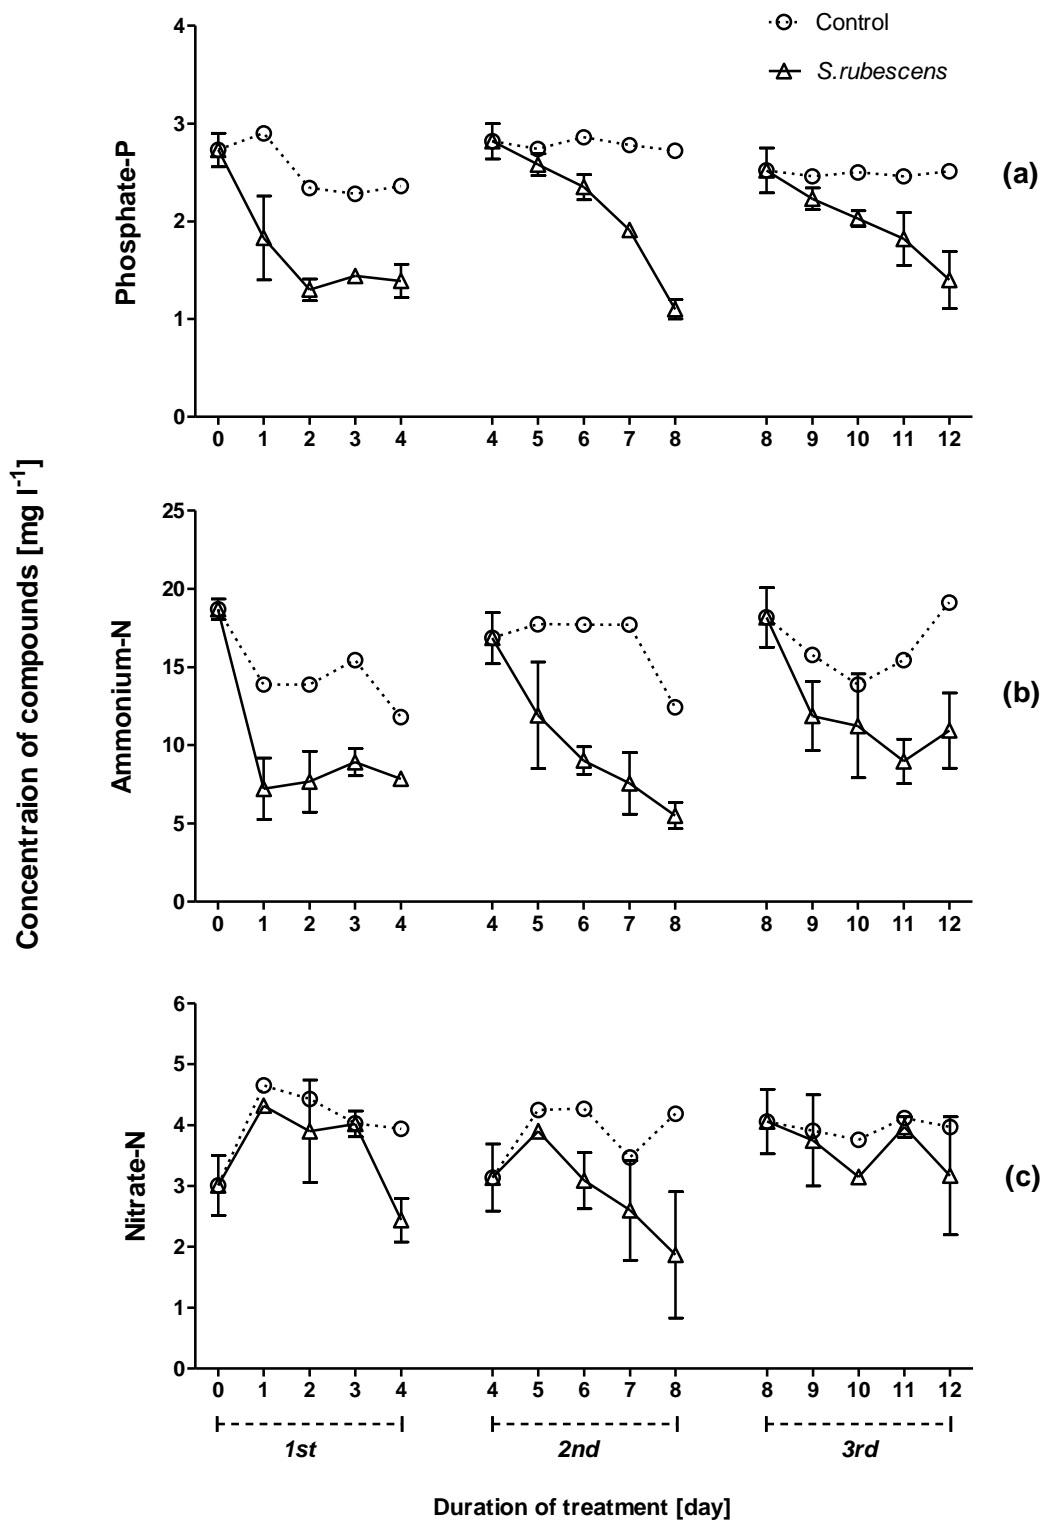 Control
S.rubescens
Concentraion of compounds [mg l-1]
Phosphate-P
4
3
2
1
0
(a)
0 1 2 3 4 4 5 6 7 8 8 9 10 11 12
Ammonium-N
25
20
15
10
5
0
(b)
0 1 2 3 4 4 5 6 7 8 8 9 10 11 12
Nitrate-N
6
5
4
3
2
1
0
(c)
0 1 2 3 4 4 5 6 7 8 8 9 10 11 12
1st 2nd 3rd
Duration of treatment [day]